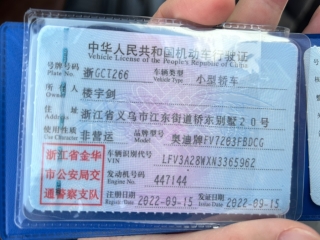 中华人民共和国机动车行驶证
Vehicle License of the People's Republic of China
号牌号码 浙GCT266 车辆类型 小型轿车
Plate No. Vehicle Type
所有人 楼宇剑
Owner
住址 浙江省义乌市江东街道桥东别墅20号
Address
使用性质 非营运 品牌型号 奥迪牌FV7203FBDCG
Use Character Model
浙江省金华
市公安局交
通警察支队
车辆识别代号 LFV3A28WXN3365962
VIN
发动机号码 447144
Engine No.
注册日期 2022-09-15 发证日期 2022-09-15
Register Date Issue Date